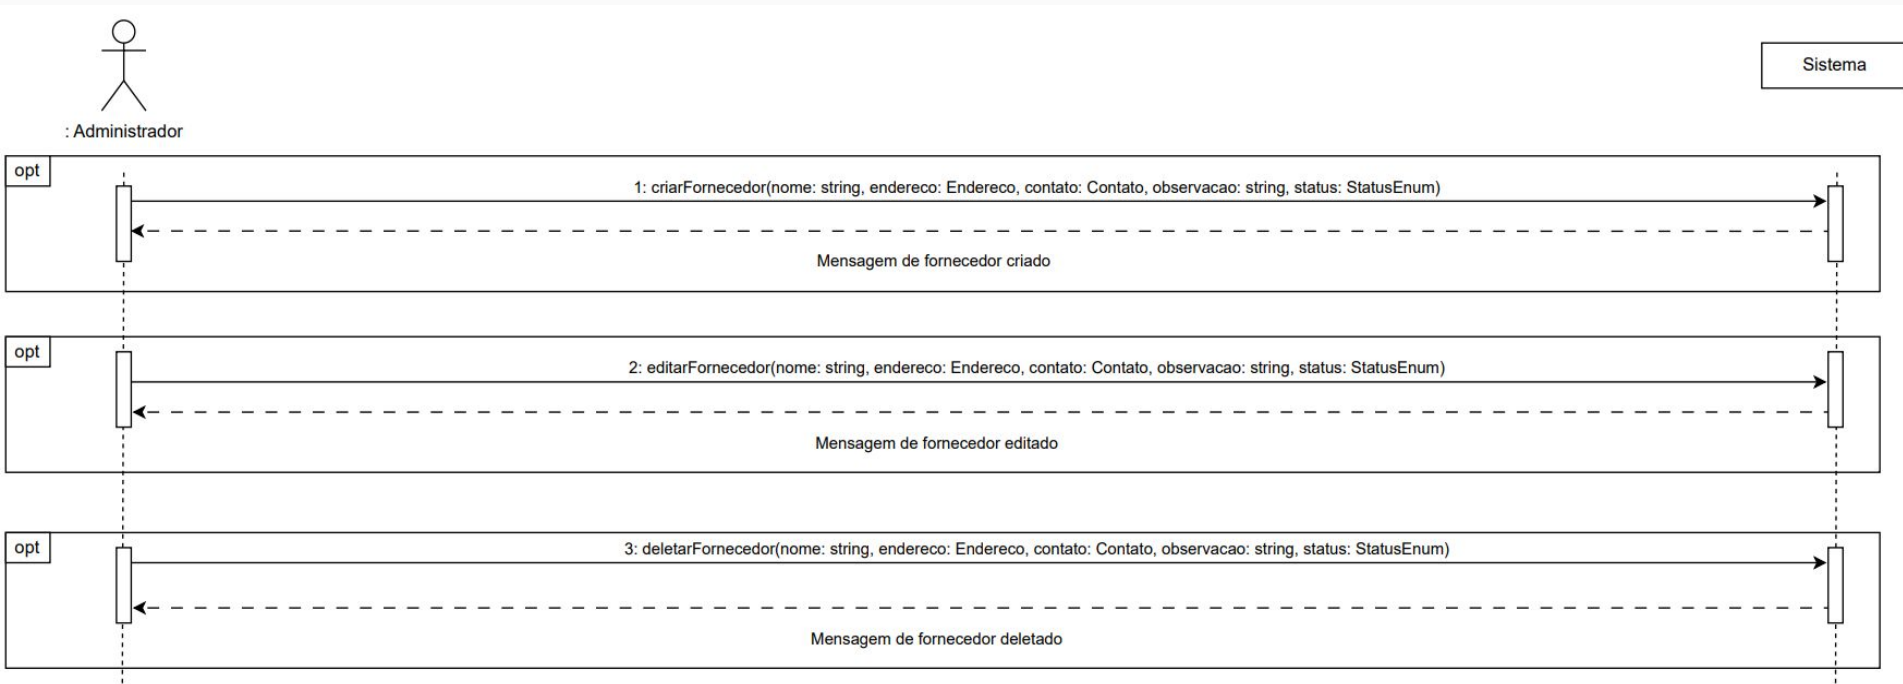 Sistema
: Administrador
opt
1: criarFornecedor(nome: string, endereco: Endereco, contato: Contato, observacao: string, status: StatusEnum)
Mensagem de fornecedor criado
opt
2: editarFornecedor(nome: string, endereco: Endereco, contato: Contato, observacao: string, status: StatusEnum)
Mensagem de fornecedor editado
opt
3: deletarFornecedor(nome: string, endereco: Endereco, contato: Contato, observacao: string, status: StatusEnum)
Mensagem de fornecedor deletado